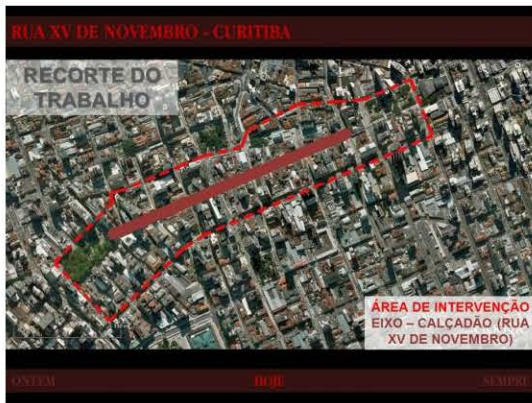 RUA XV DE NOVEMBRO - CURITIBA
RECORTE DO
TRABALHO
ÁREA DE INTERVENÇÃO
EIXO – CALÇADÃO (RUA
XV DE NOVEMBRO)
ONTEM HOJE SEMPRE